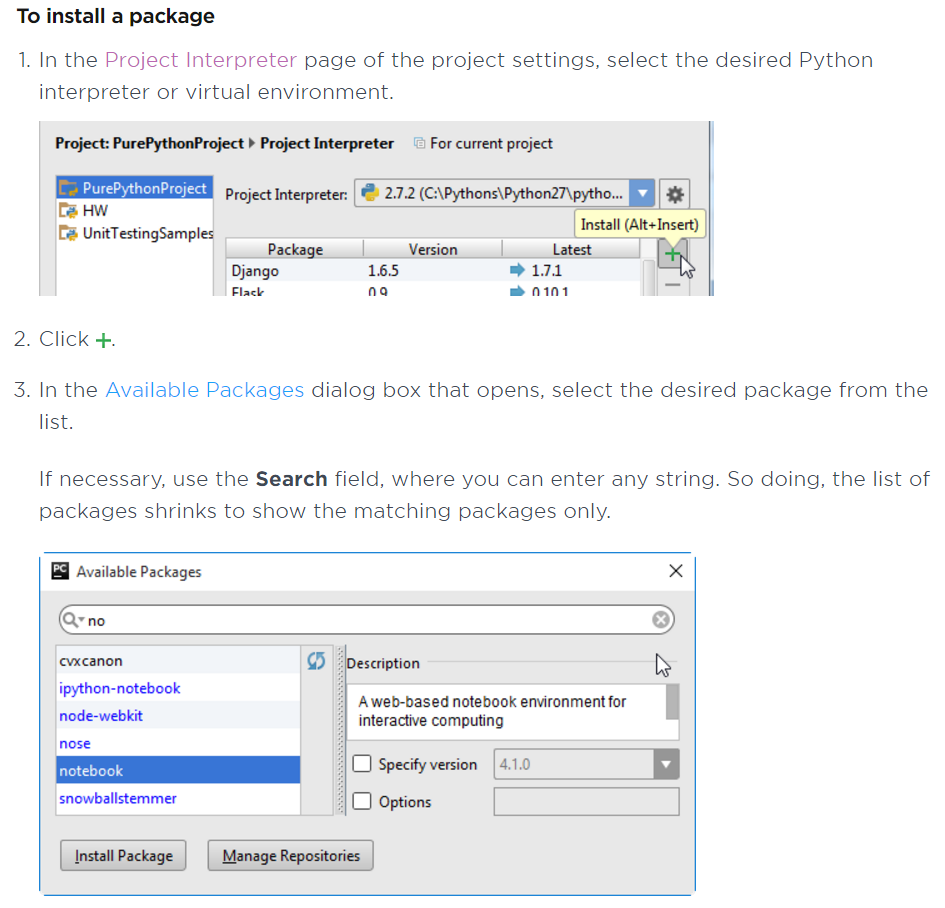 To install a package
1. In the Project Interpreter page of the project settings, select the desired Python
interpreter or virtual environment.
Project: PurePythonProject Project Interpreter For current project
PurePythonProject
HW
UnitTestingSamples
Project Interpreter: 2.7.2 (C:\Pythons\Python27\pytho...
Install (Alt+Insert)
Package Version Latest
Django 1.6.5 1.7.1
Flask 0.9 0.10.1
2. Click +.
3. In the Available Packages dialog box that opens, select the desired package from the
list.
If necessary, use the Search field, where you can enter any string. So doing, the list of
packages shrinks to show the matching packages only.
PC Available Packages
no
cvxcanon
ipython-notebook
node-webkit
nose
notebook
snowballstemmer
Description
A web-based notebook environment for
interactive computing
Specify version 4.1.0
Options
Install Package Manage Repositories